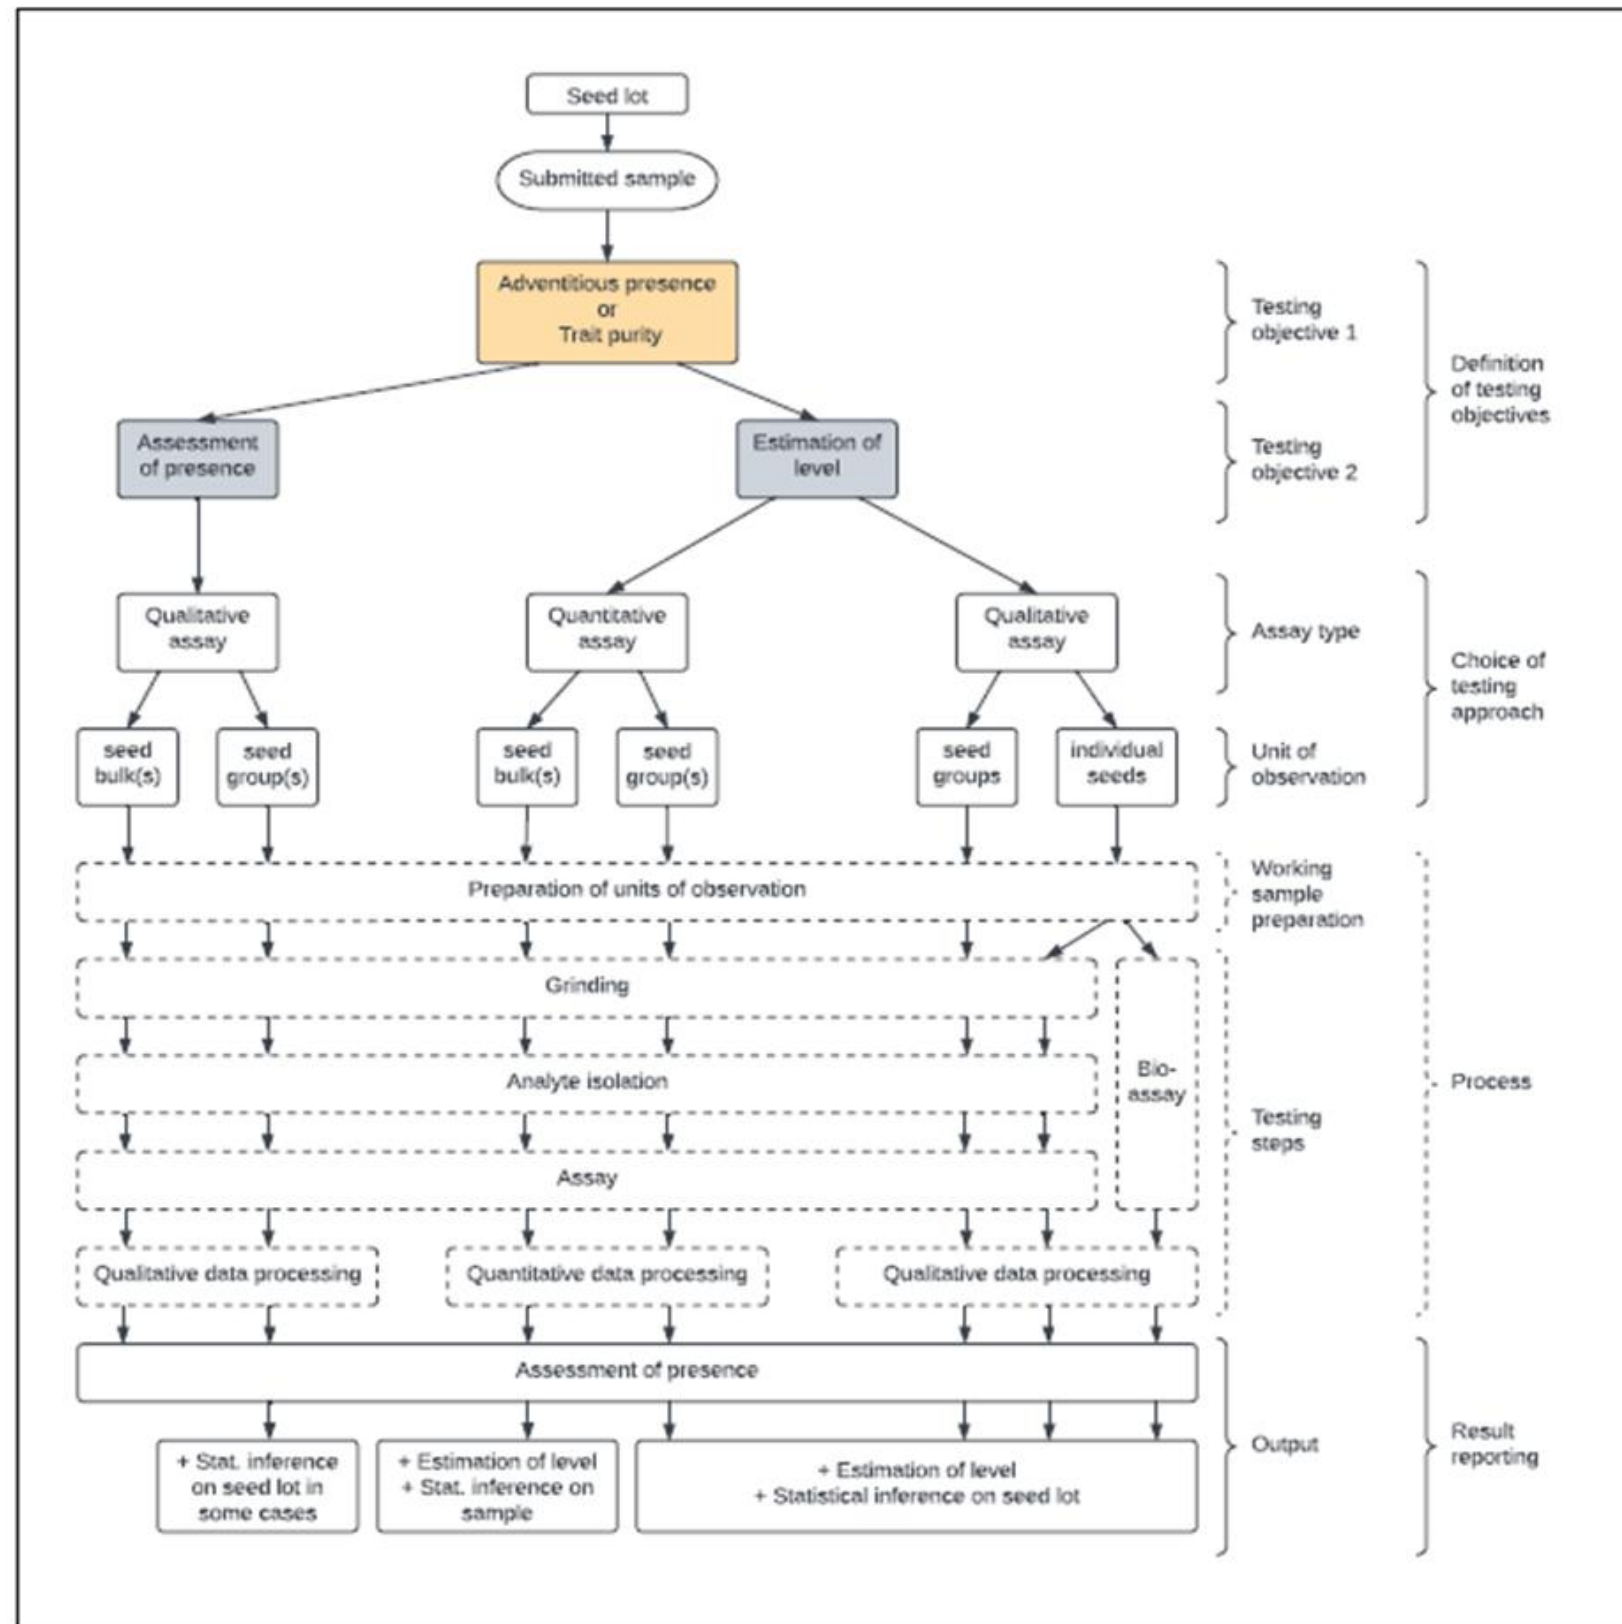 Seed lot
Submitted sample
Adventitious presence
or
Trait purity
Testing
objective 1
Definition
of testing
objectives
Assessment
of presence
Estimation of
level
Testing
objective 2
Qualitative
assay
Quantitative
assay
Qualitative
assay
Assay type
Choice of
testing
approach
seed
bulk(s)
seed
group(s)
seed
bulk(s)
seed
group(s)
seed
groups
individual
seeds
Unit of
observation
Preparation of units of observation
Working
sample
preparation
Grinding
Analyte isolation
Bio-
assay
Process
Testing
steps
Assay
Qualitative data processing
Quantitative data processing
Qualitative data processing
Assessment of presence
+ Stat. inference
on seed lot in
some cases
+ Estimation of level
+ Stat. inference on
sample
+ Estimation of level
+ Statistical inference on seed lot
Output
Result
reporting